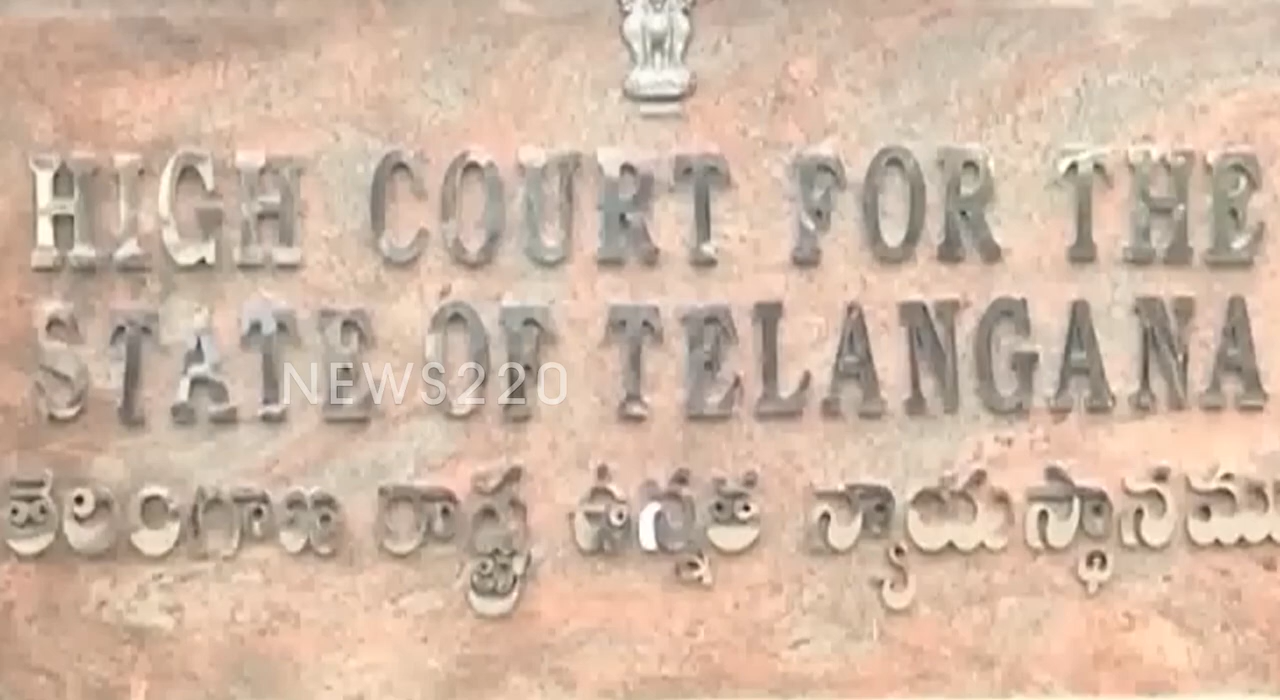 HIGH COURT FOR THE
STATE OF TELANGANA
NEWS220
తెలంగాణ రాష్ట్ర ఉన్నత న్యాయస్థానము